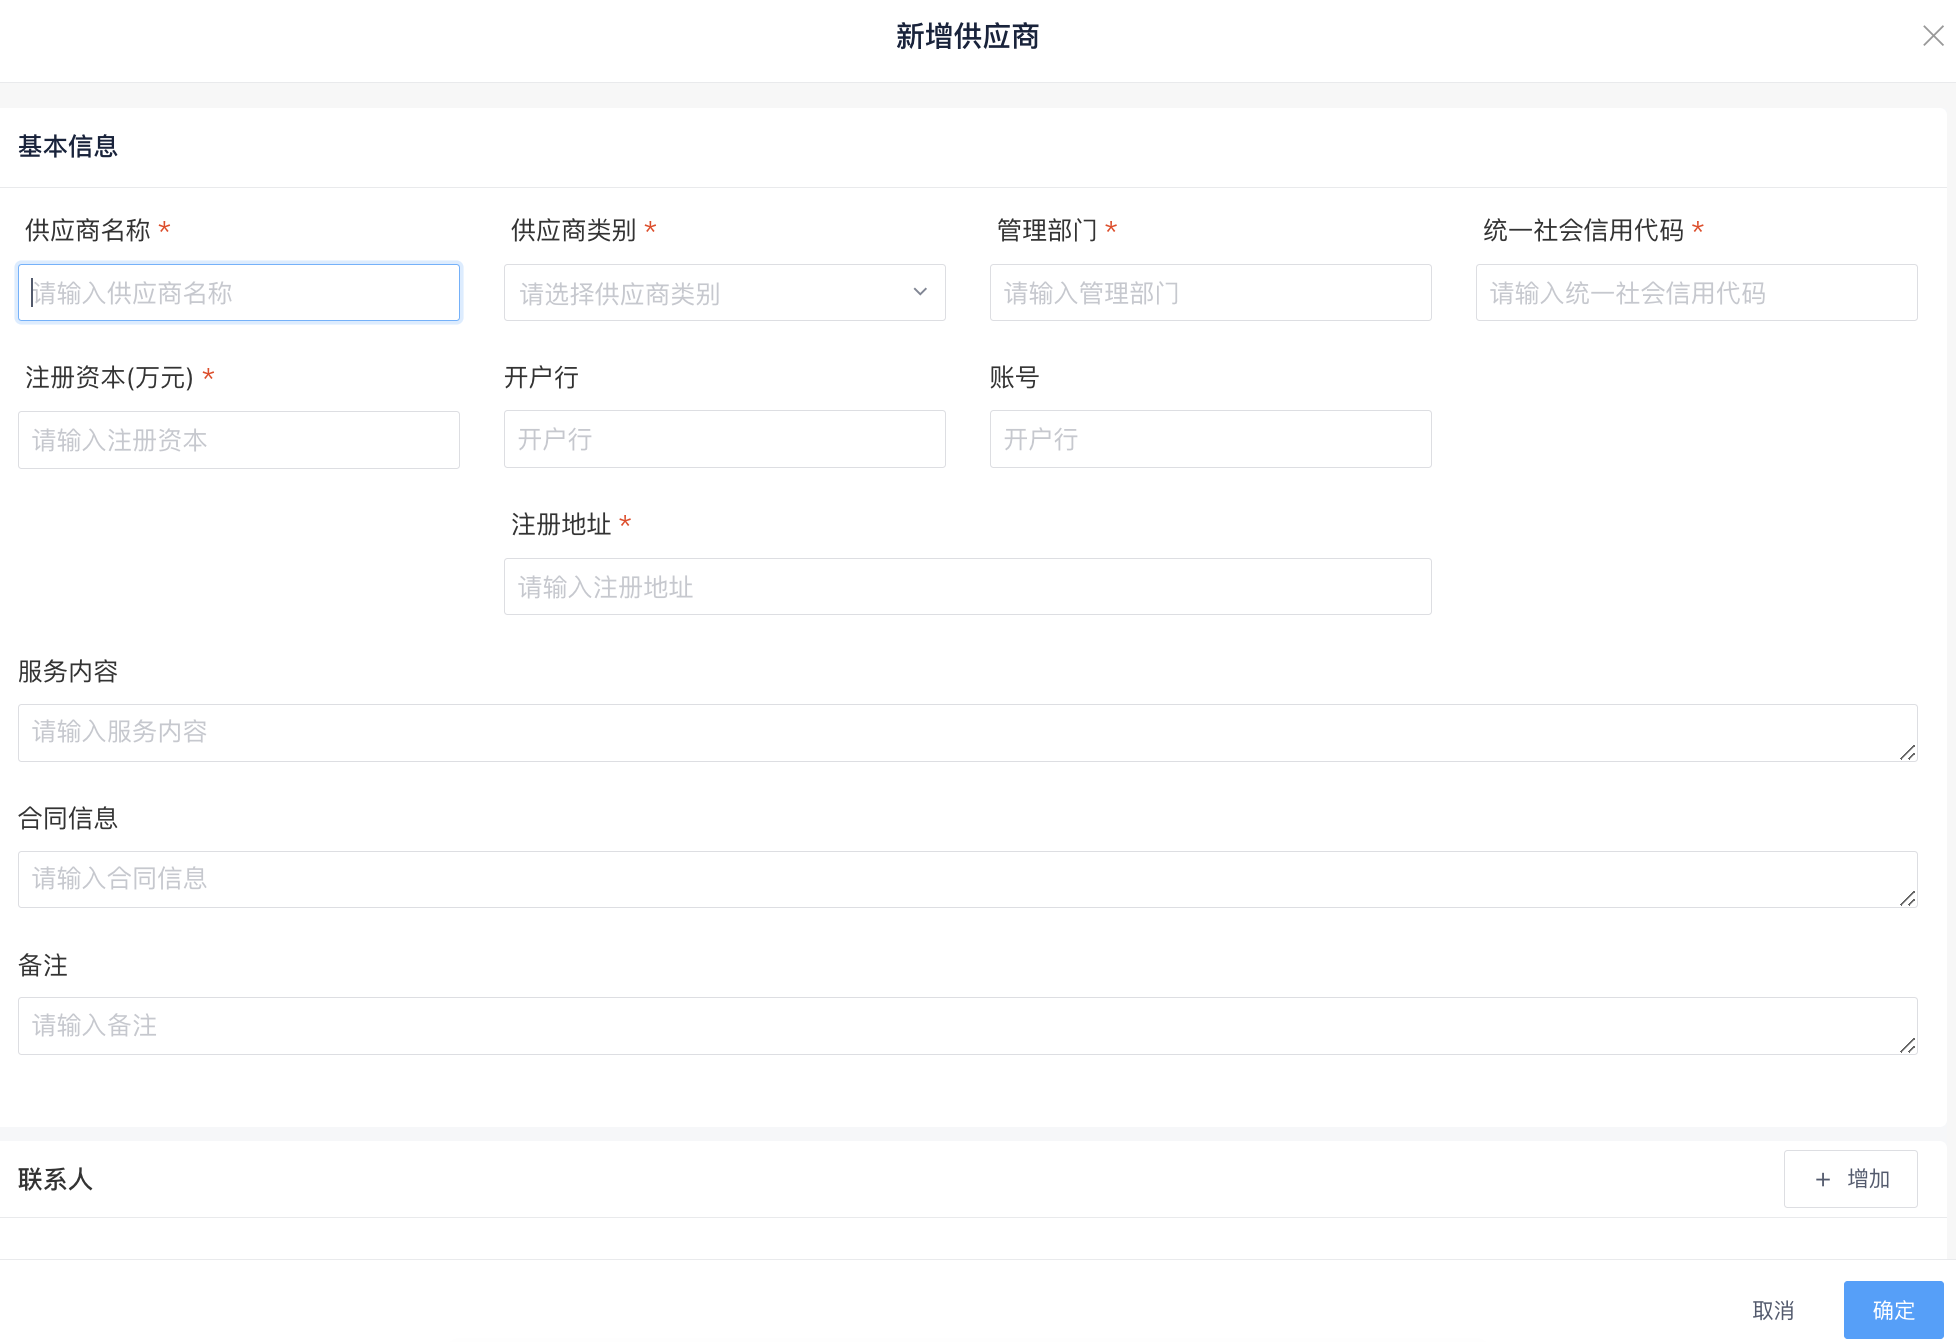 新增供应商
基本信息
供应商名称 * 供应商类别 * 管理部门 * 统一社会信用代码 *
请输入供应商名称 请选择供应商类别 请输入管理部门 请输入统一社会信用代码
注册资本(万元) * 开户行 账号
请输入注册资本 开户行 开户行
注册地址 *
请输入注册地址
服务内容
请输入服务内容
合同信息
请输入合同信息
备注
请输入备注
联系人 + 增加
取消 确定